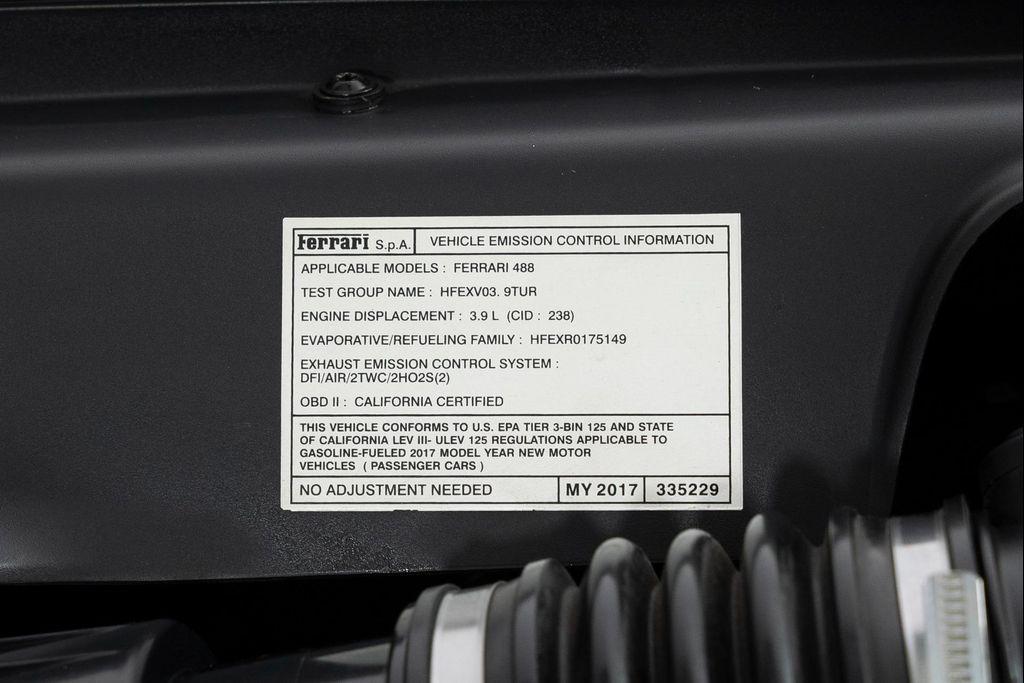 Ferrari S.p.A. VEHICLE EMISSION CONTROL INFORMATION
APPLICABLE MODELS : FERRARI 488
TEST GROUP NAME : HFEXV03. 9TUR
ENGINE DISPLACEMENT : 3.9 L (CID : 238)
EVAPORATIVE/REFUELING FAMILY : HFEXR0175149
EXHAUST EMISSION CONTROL SYSTEM :
DFI/AIR/2TWC/2HO2S(2)
OBD II : CALIFORNIA CERTIFIED
THIS VEHICLE CONFORMS TO U.S. EPA TIER 3-BIN 125 AND STATE
OF CALIFORNIA LEV III- ULEV 125 REGULATIONS APPLICABLE TO
GASOLINE-FUELED 2017 MODEL YEAR NEW MOTOR
VEHICLES ( PASSENGER CARS )
NO ADJUSTMENT NEEDED MY 2017 335229